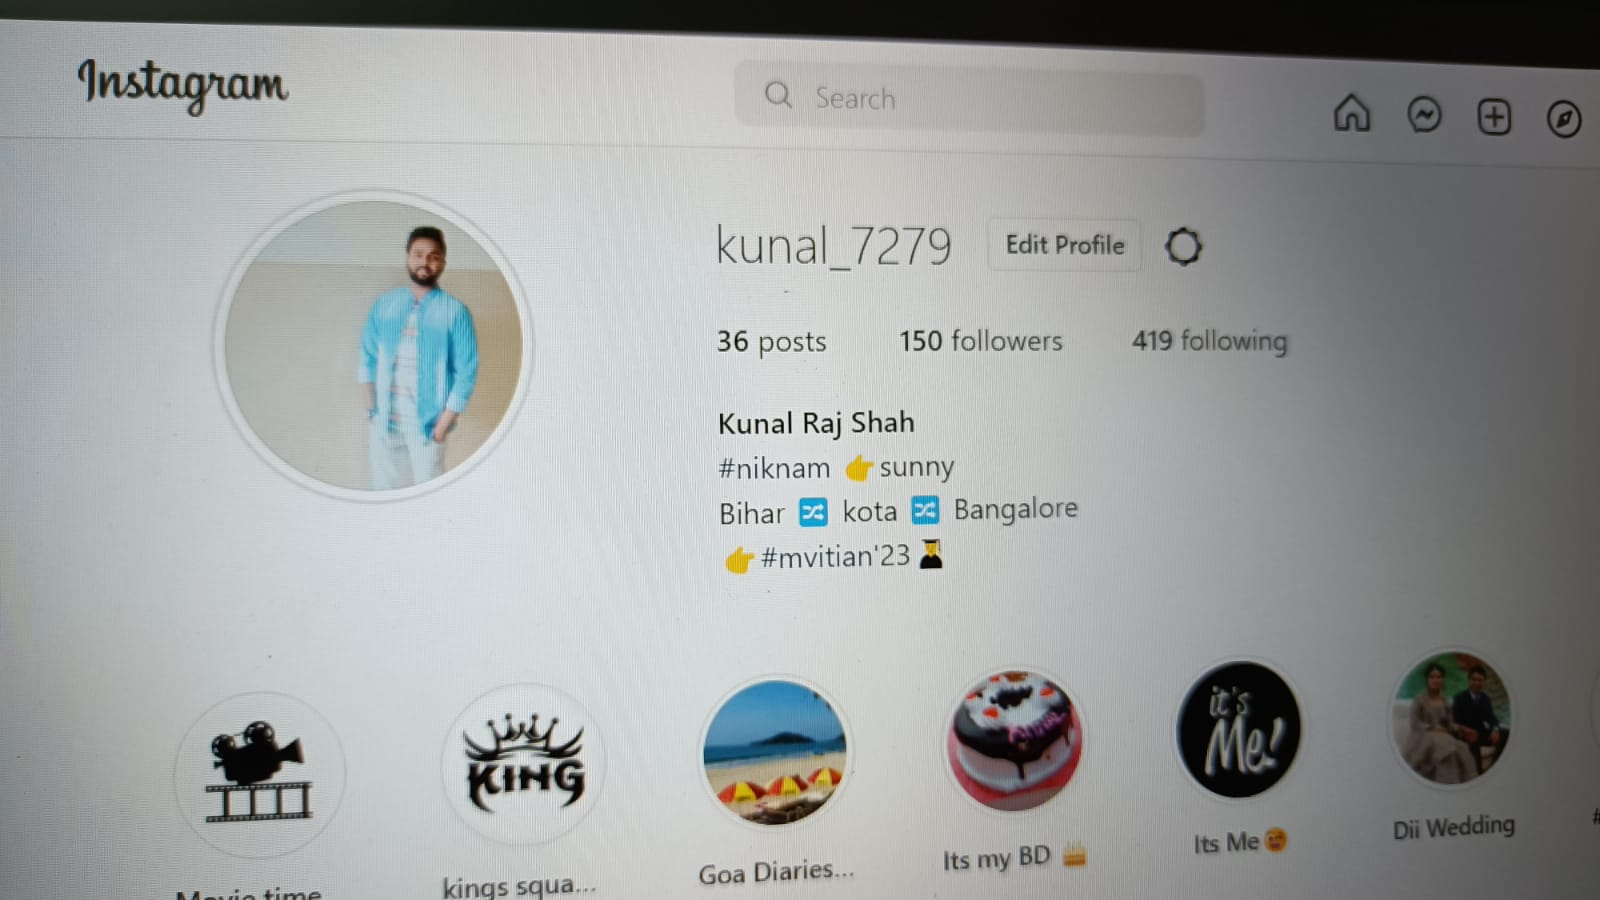 Instagram
Search
kunal_7279
Edit Profile
36 posts 150 followers 419 following
Kunal Raj Shah
#niknam 👉sunny
Bihar 🔀 kota 🔀 Bangalore
👉#mvitian'23👨‍🎓
KING
it's
Me!
Movie time
kings squa...
Goa Diaries...
Its my BD 🎂
Its Me😉
Dii Wedding